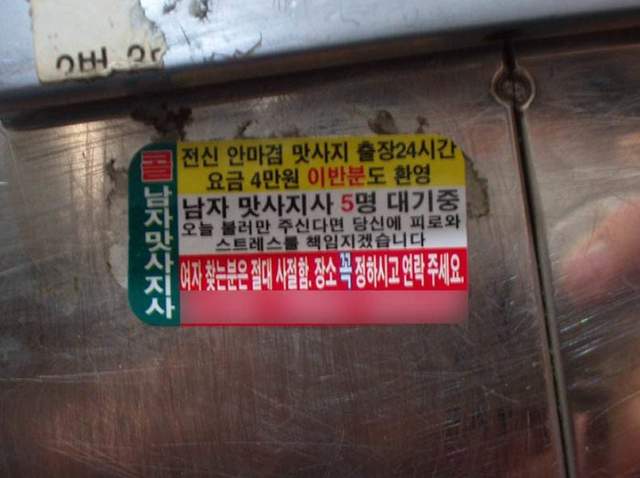 2번
콜 남자맛사지사
전신 안마겸 맛사지 출장24시간
요금 4만원 이반분도 환영
남자 맛사지사 5명 대기중
오늘 불러만 주신다면 당신에 피로와
스트레스를 책임지겠습니다
여자 찾는분은 절대 사절함. 장소 꼭 정하시고 연락 주세요.